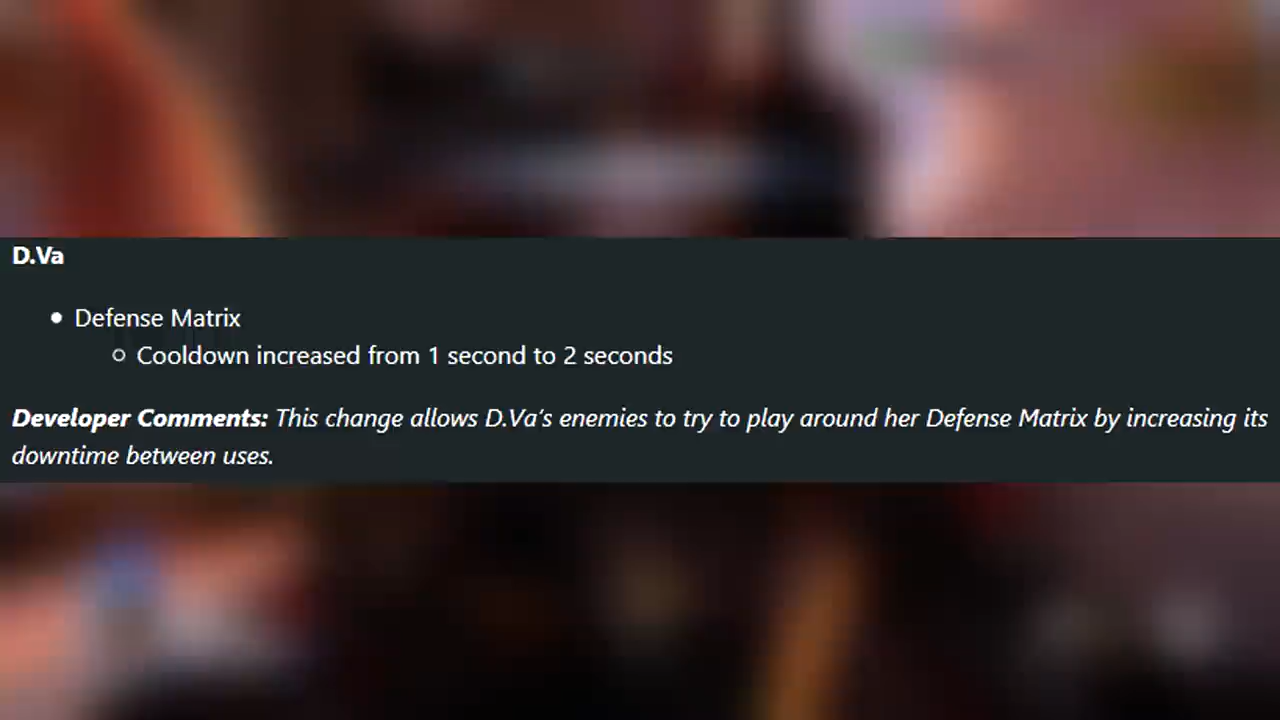 D.Va
Defense Matrix
Cooldown increased from 1 second to 2 seconds
Developer Comments: This change allows D.Va's enemies to try to play around her Defense Matrix by increasing its
downtime between uses.